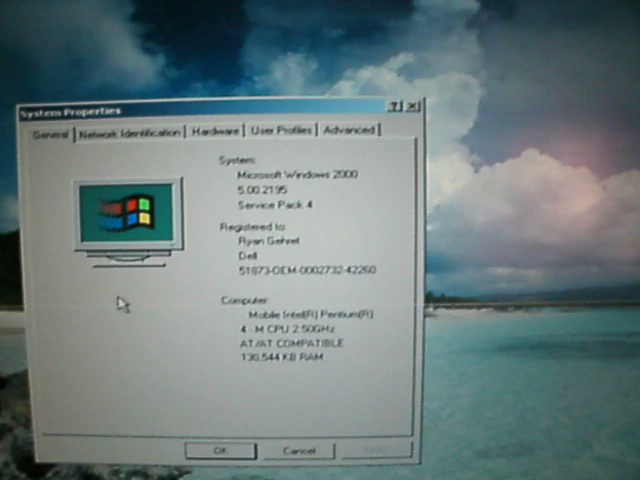 System Properties
General Network Identification Hardware User Profiles Advanced
System:
Microsoft Windows 2000
5.00.2195
Service Pack 4
Registered to:
Ryan Gehret
Dell
51873-OEM-0002732-42260
Computer:
Mobile Intel(R) Pentium(R)
4 - M CPU 2.50GHz
AT/AT COMPATIBLE
130,544 KB RAM
OK Cancel